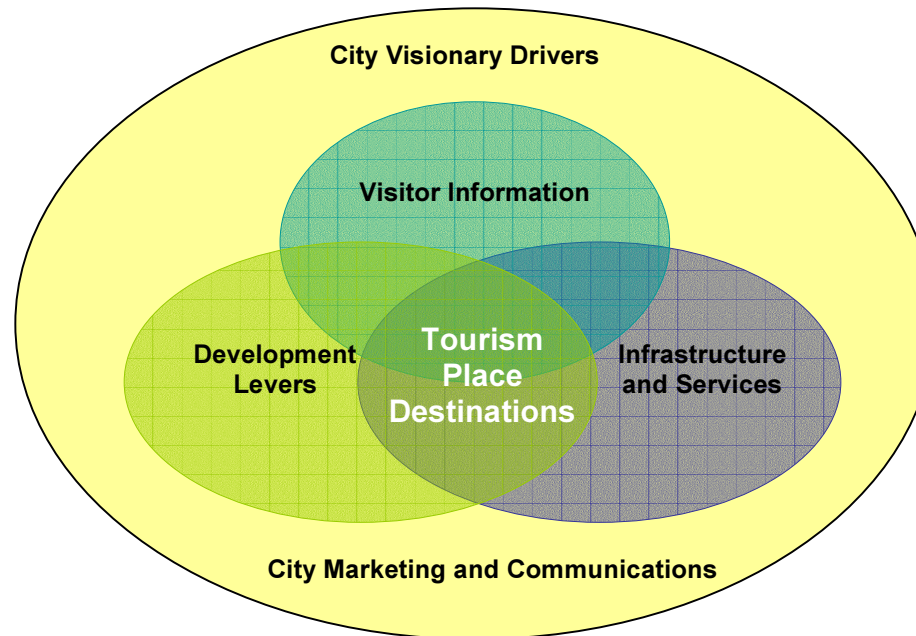 City Visionary Drivers
Visitor Information
Development
Levers
Tourism
Place
Destinations
Infrastructure
and Services
City Marketing and Communications